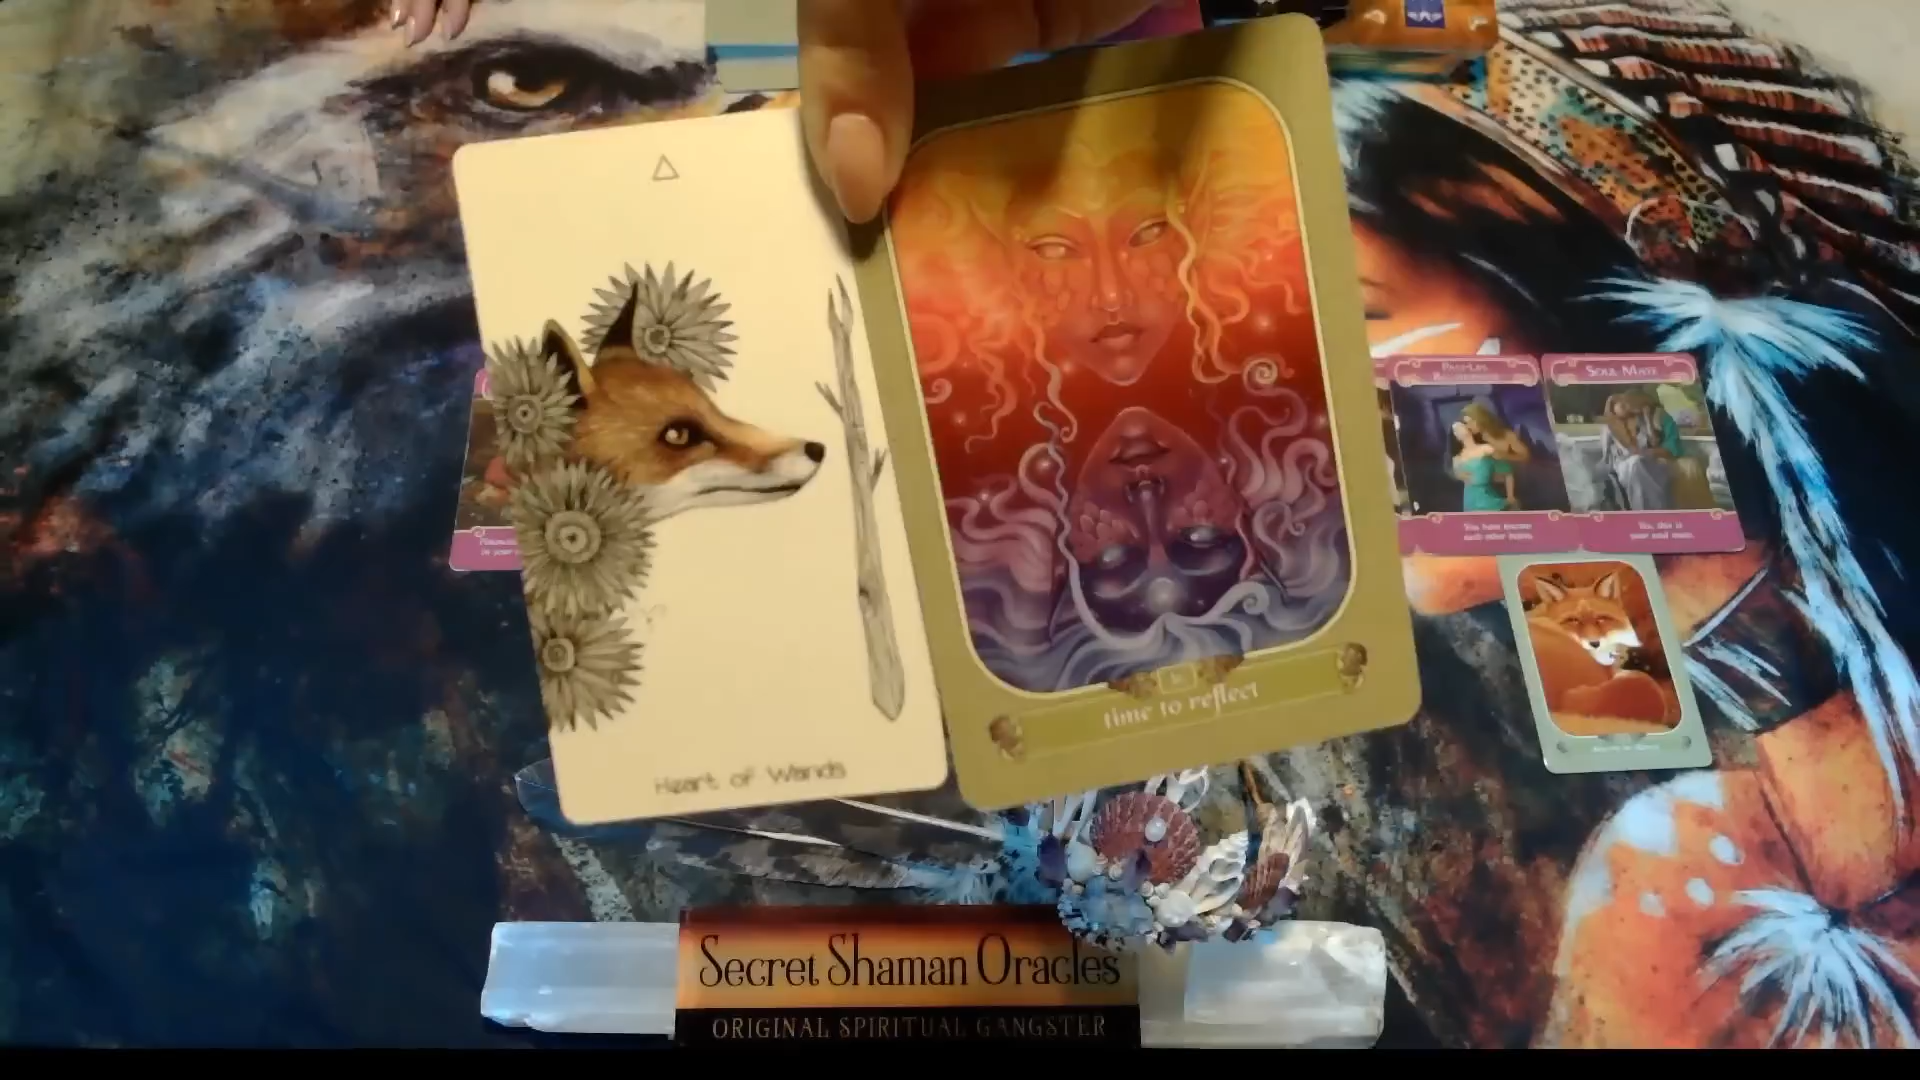 PAST-LIFE
SOUL MATE
You have known
each other before.
Yes, this is
your soul mate.
time to reflect
Heart of Wands
Secret Shaman Oracles
ORIGINAL SPIRITUAL GANGSTER